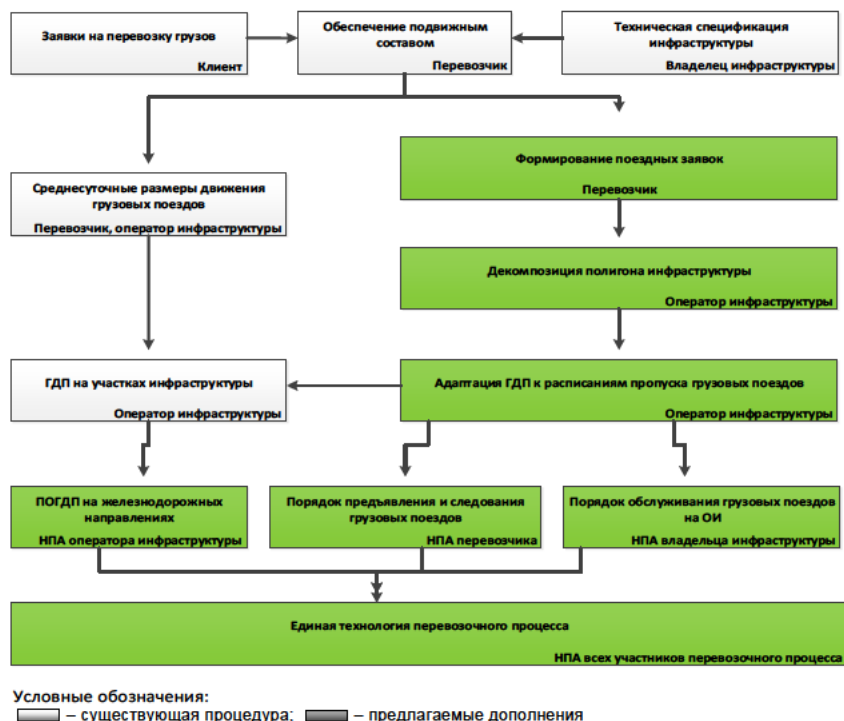 Заявки на перевозку грузов
Клиент
Обеспечение подвижным
составом
Перевозчик
Техническая спецификация
инфраструктуры
Владелец инфраструктуры
Среднесуточные размеры движения
грузовых поездов
Перевозчик, оператор инфраструктуры
Формирование поездных заявок
Перевозчик
Декомпозиция полигона инфраструктуры
Оператор инфраструктуры
ГДП на участках инфраструктуры
Оператор инфраструктуры
Адаптация ГДП к расписаниям пропуска грузовых поездов
Оператор инфраструктуры
ПОГДП на железнодорожных
направлениях
НПА оператора инфраструктуры
Порядок предъявления и следования
грузовых поездов
НПА перевозчика
Порядок обслуживания грузовых поездов
на ОИ
НПА владельца инфраструктуры
Единая технология перевозочного процесса
НПА всех участников перевозочного процесса
Условные обозначения:
– существующая процедура; – предлагаемые дополнения